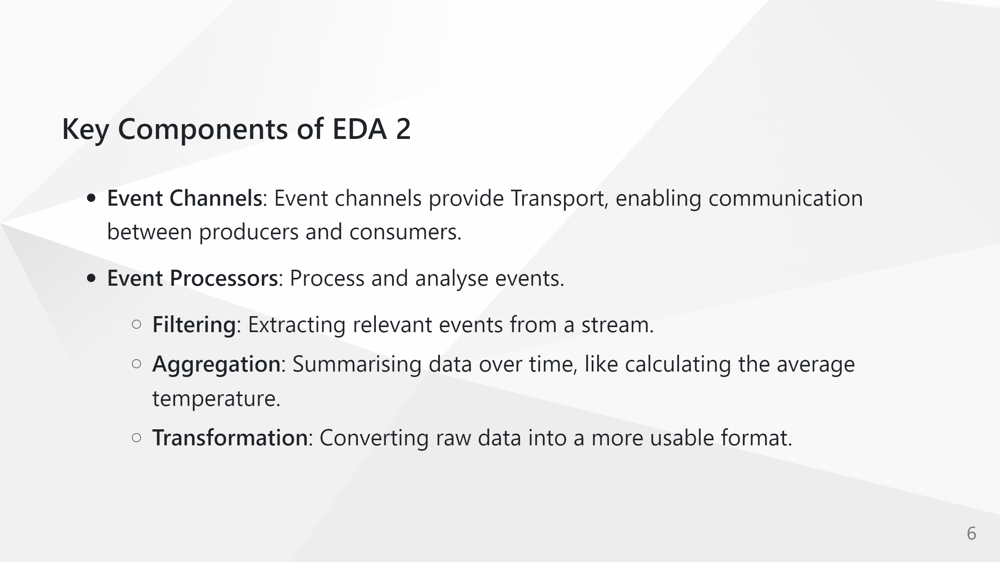 Key Components of EDA 2
• Event Channels: Event channels provide Transport, enabling communication
between producers and consumers.
• Event Processors: Process and analyse events.
○ Filtering: Extracting relevant events from a stream.
○ Aggregation: Summarising data over time, like calculating the average
temperature.
○ Transformation: Converting raw data into a more usable format.
6